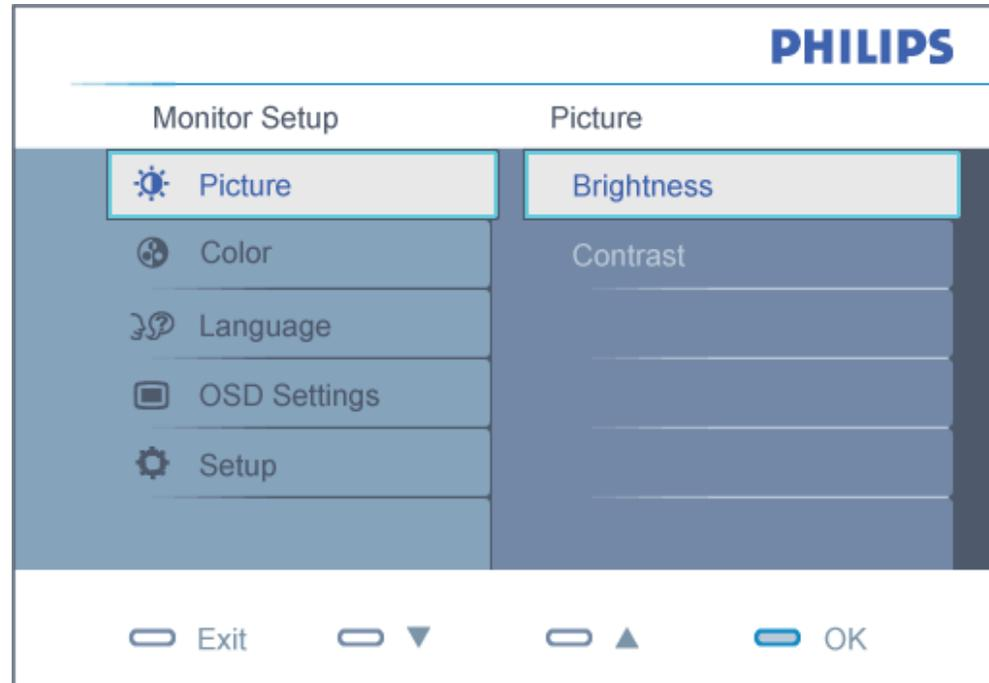 PHILIPS
Monitor Setup Picture
Picture Brightness
Color Contrast
Language
OSD Settings
Setup
Exit ▼ ▲ OK